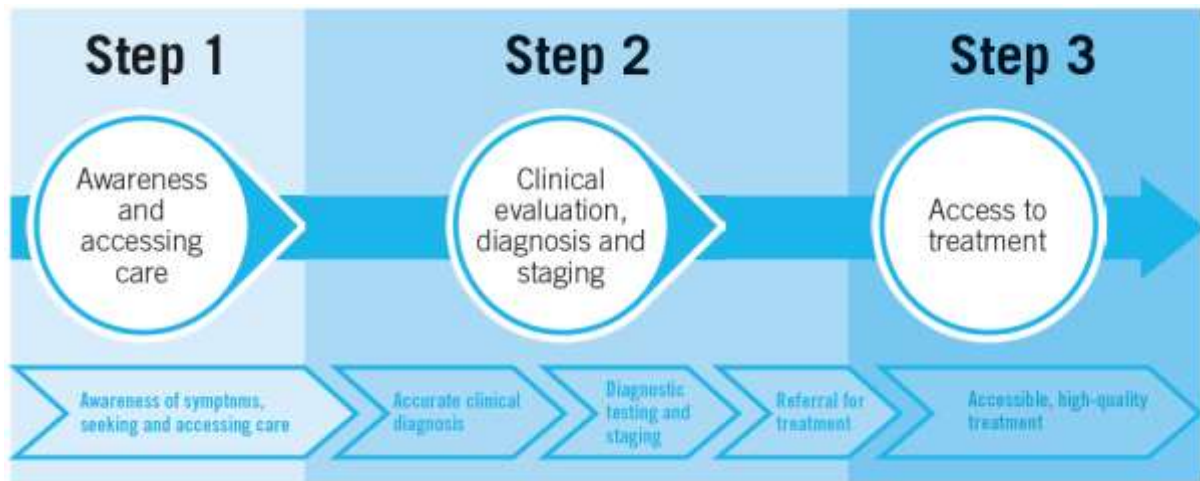 Step 1
Step 2
Step 3
Awareness
and
accessing
care
Clinical
evaluation,
diagnosis and
staging
Access to
treatment
Awareness of symptoms,
seeking and accessing care
Accurate clinical
diagnosis
Diagnostic
testing and
staging
Referral for
treatment
Accessible, high-quality
treatment